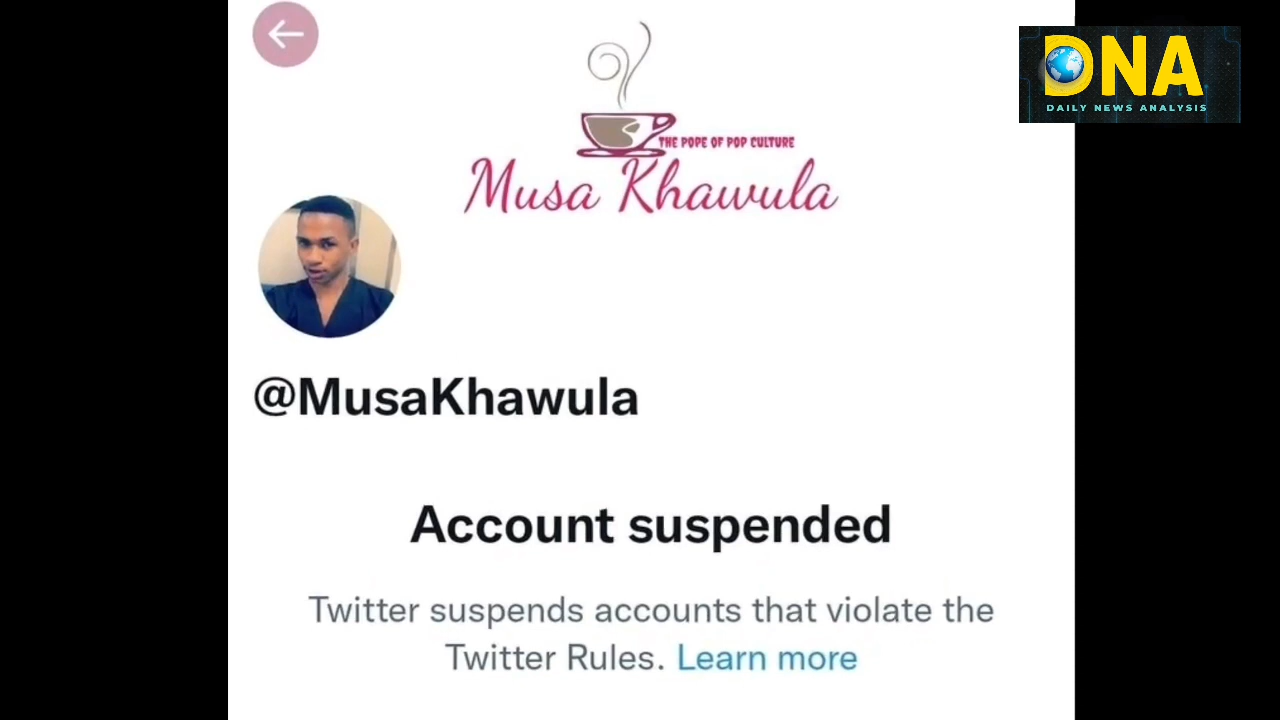 DNA
DAILY NEWS ANALYSIS
THE POPE OF POP CULTURE
Musa Khawula
@MusaKhawula
Account suspended
Twitter suspends accounts that violate the
Twitter Rules. Learn more